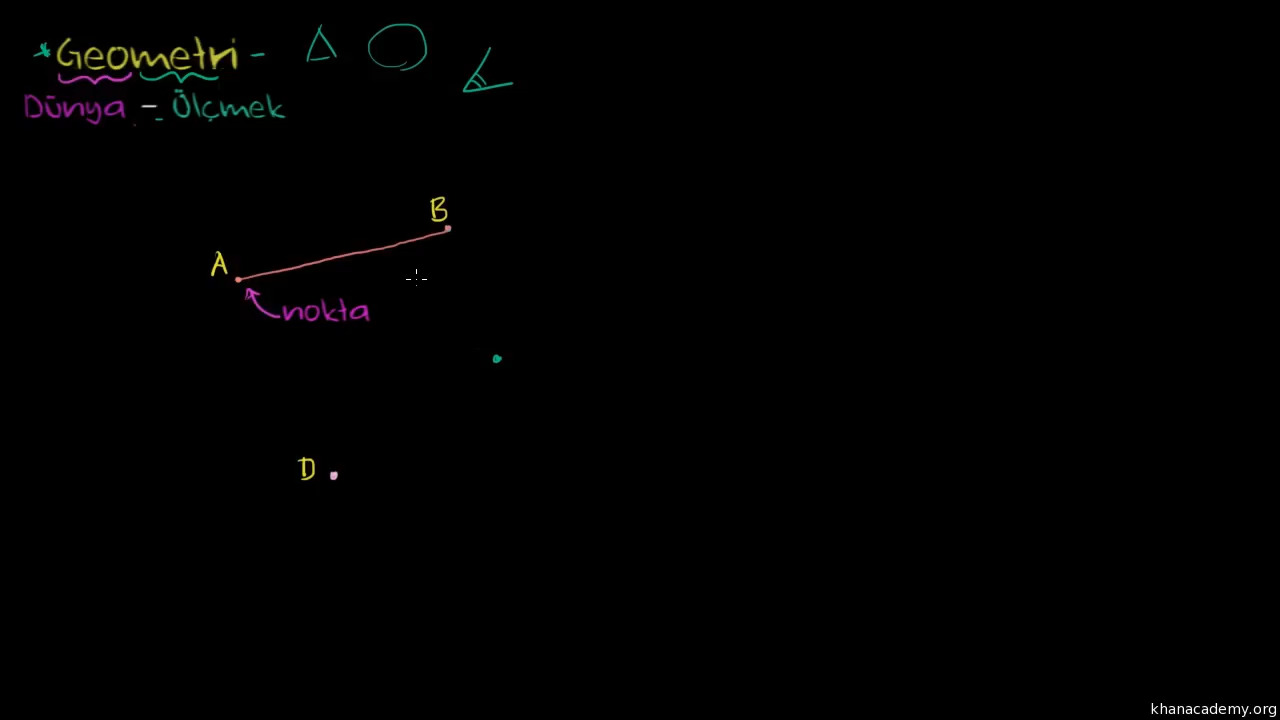 *Geometri -
Dünya - Ölçmek
B
A
nokta
D
khanacademy.org